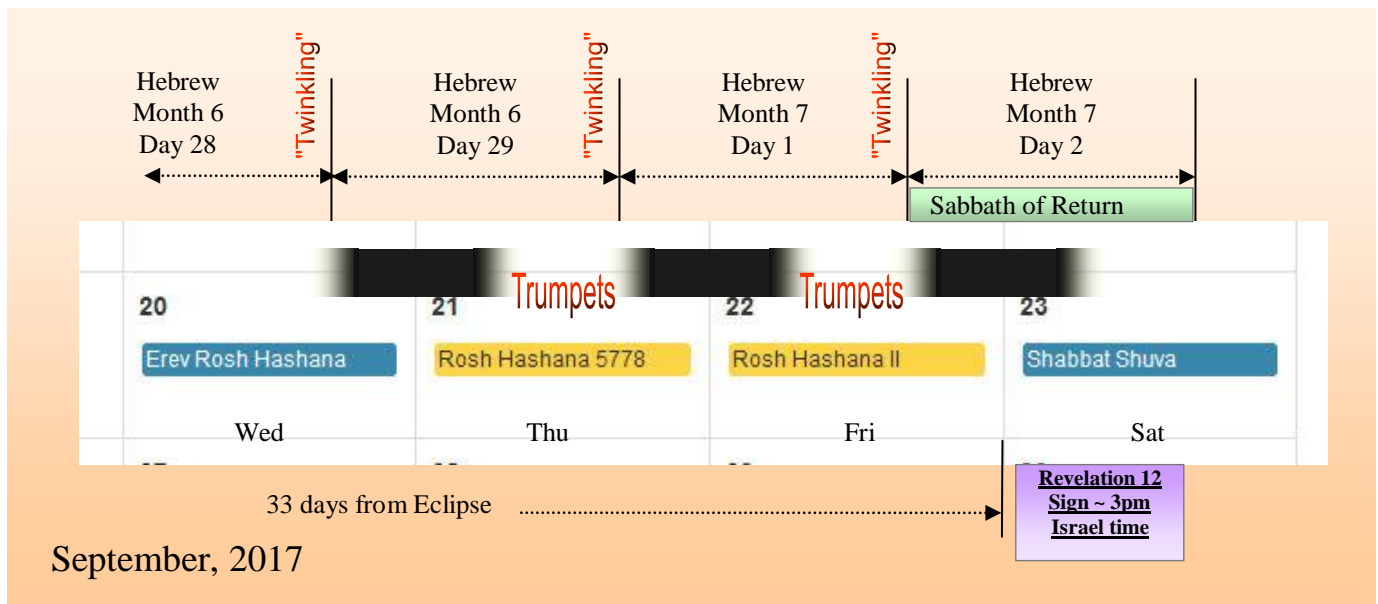 "Twinkling"
"Twinkling"
"Twinkling"
Hebrew
Month 6
Day 28
Hebrew
Month 6
Day 29
Hebrew
Month 7
Day 1
Hebrew
Month 7
Day 2
Sabbath of Return
Trumpets
Trumpets
20
21
22
23
Erev Rosh Hashana
Rosh Hashana 5778
Rosh Hashana II
Shabbat Shuva
Wed
Thu
Fri
Sat
33 days from Eclipse
Revelation 12
Sign ~ 3pm
Israel time
September, 2017